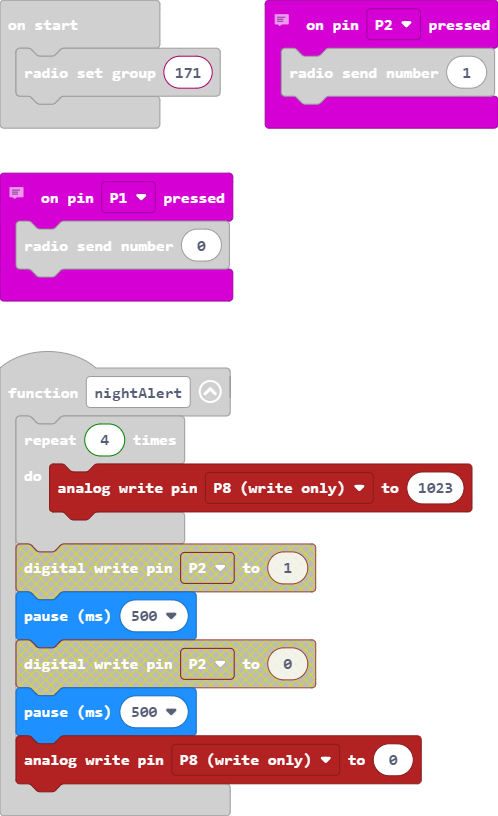 on start
radio set group 171
on pin P2 pressed
radio send number 1
on pin P1 pressed
radio send number 0
function nightAlert
repeat 4 times
do
analog write pin P8 (write only) to 1023
digital write pin P2 to 1
pause (ms) 500
digital write pin P2 to 0
pause (ms) 500
analog write pin P8 (write only) to 0